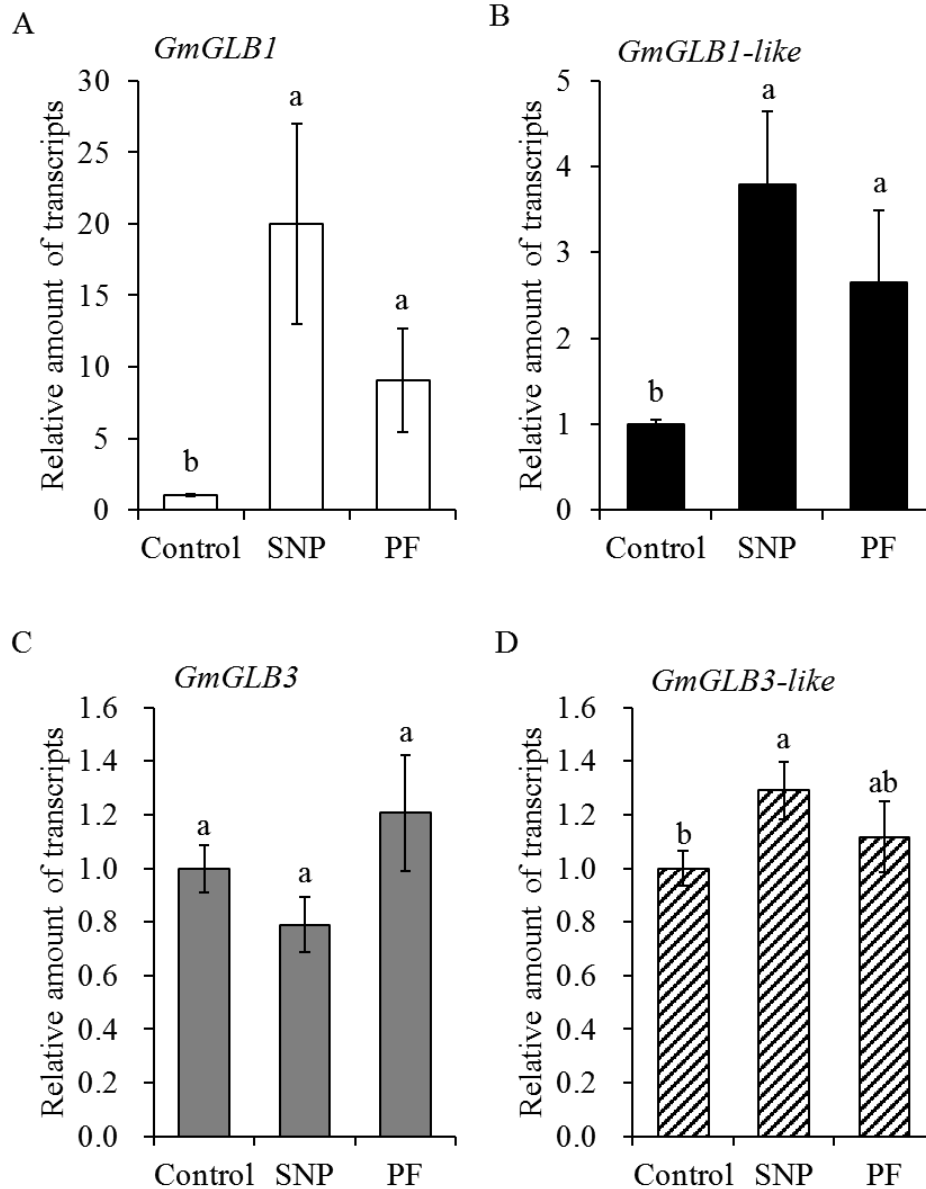 A
GmGLB1
Relative amount of transcripts
30
25
20
15
10
5
0
a
a
b
Control SNP PF
B
GmGLB1-like
Relative amount of transcripts
5
4
3
2
1
0
a
a
b
Control SNP PF
C
GmGLB3
Relative amount of transcripts
1.6
1.4
1.2
1.0
0.8
0.6
0.4
0.2
0.0
a
a
a
Control SNP PF
D
GmGLB3-like
Relative amount of transcripts
1.6
1.4
1.2
1.0
0.8
0.6
0.4
0.2
0.0
b
a
ab
Control SNP PF